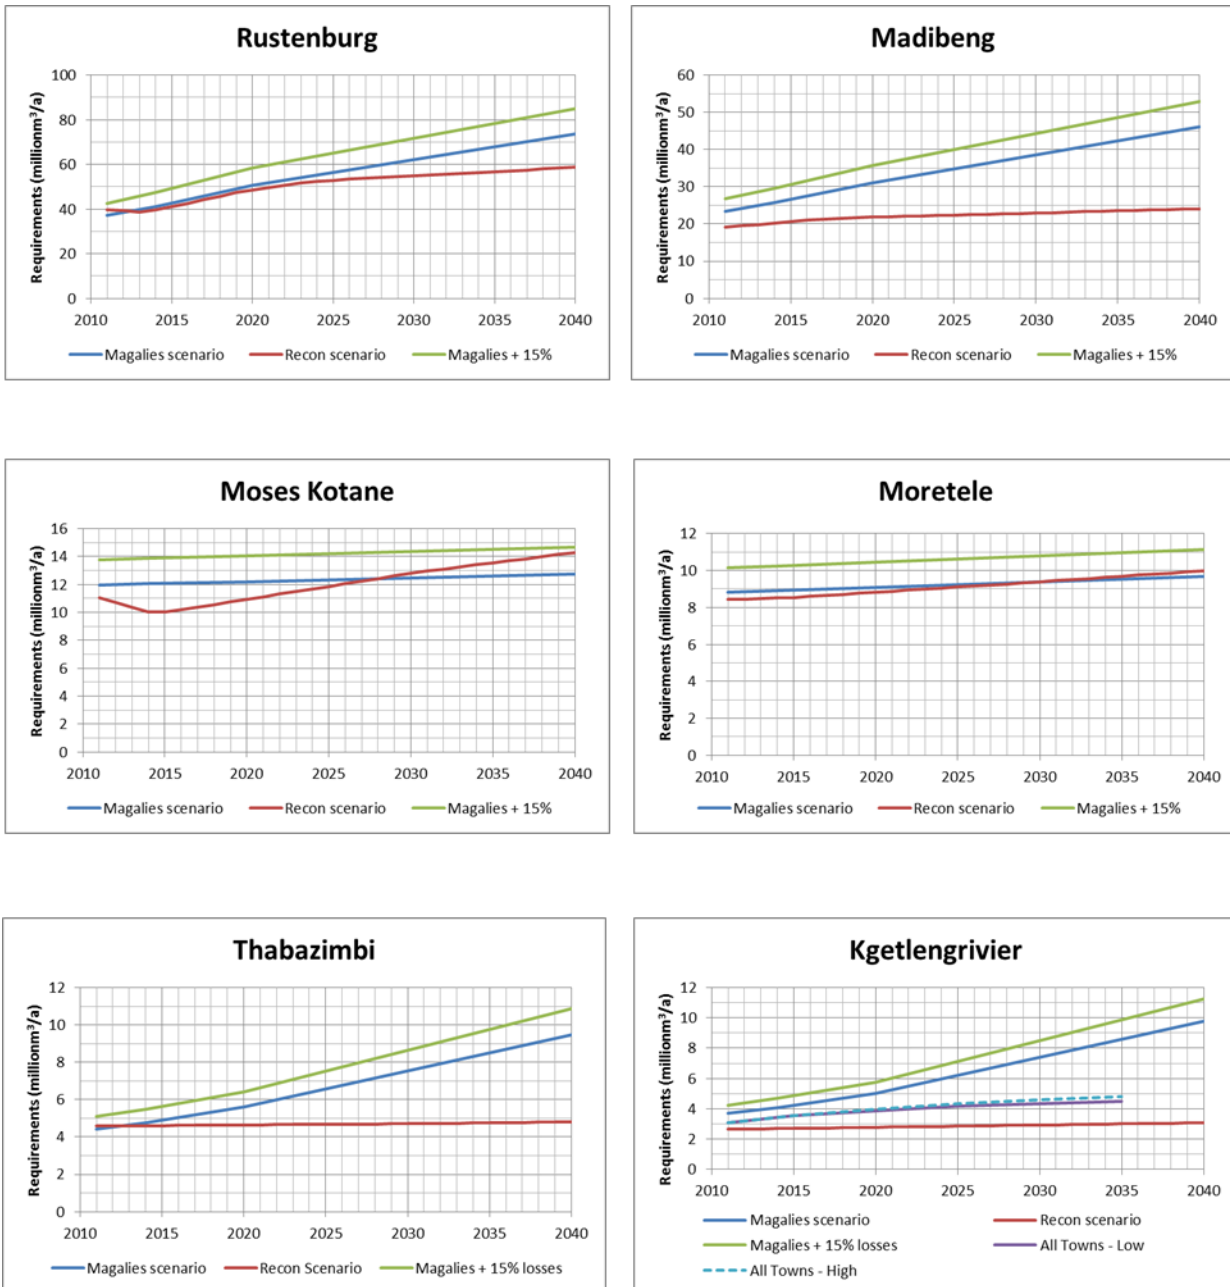 Rustenburg
Requirements (millionm³/a)
100
80
60
40
20
0
2010 2015 2020 2025 2030 2035 2040
Magalies scenario Recon scenario Magalies + 15%
Madibeng
Requirements (millionm³/a)
60
50
40
30
20
10
0
2010 2015 2020 2025 2030 2035 2040
Magalies scenario Recon scenario Magalies + 15%
Moses Kotane
Requirements (millionm³/a)
16
14
12
10
8
6
4
2
0
2010 2015 2020 2025 2030 2035 2040
Magalies scenario Recon scenario Magalies + 15%
Moretele
Requirements (millionm³/a)
12
10
8
6
4
2
0
2010 2015 2020 2025 2030 2035 2040
Magalies scenario Recon scenario Magalies + 15%
Thabazimbi
Requirements (millionm³/a)
12
10
8
6
4
2
0
2010 2015 2020 2025 2030 2035 2040
Magalies scenario Recon Scenario Magalies + 15% losses
Kgetlengrivier
Requirements (millionm³/a)
12
10
8
6
4
2
0
2010 2015 2020 2025 2030 2035 2040
Magalies scenario Recon scenario
Magalies + 15% losses All Towns - Low
All Towns - High